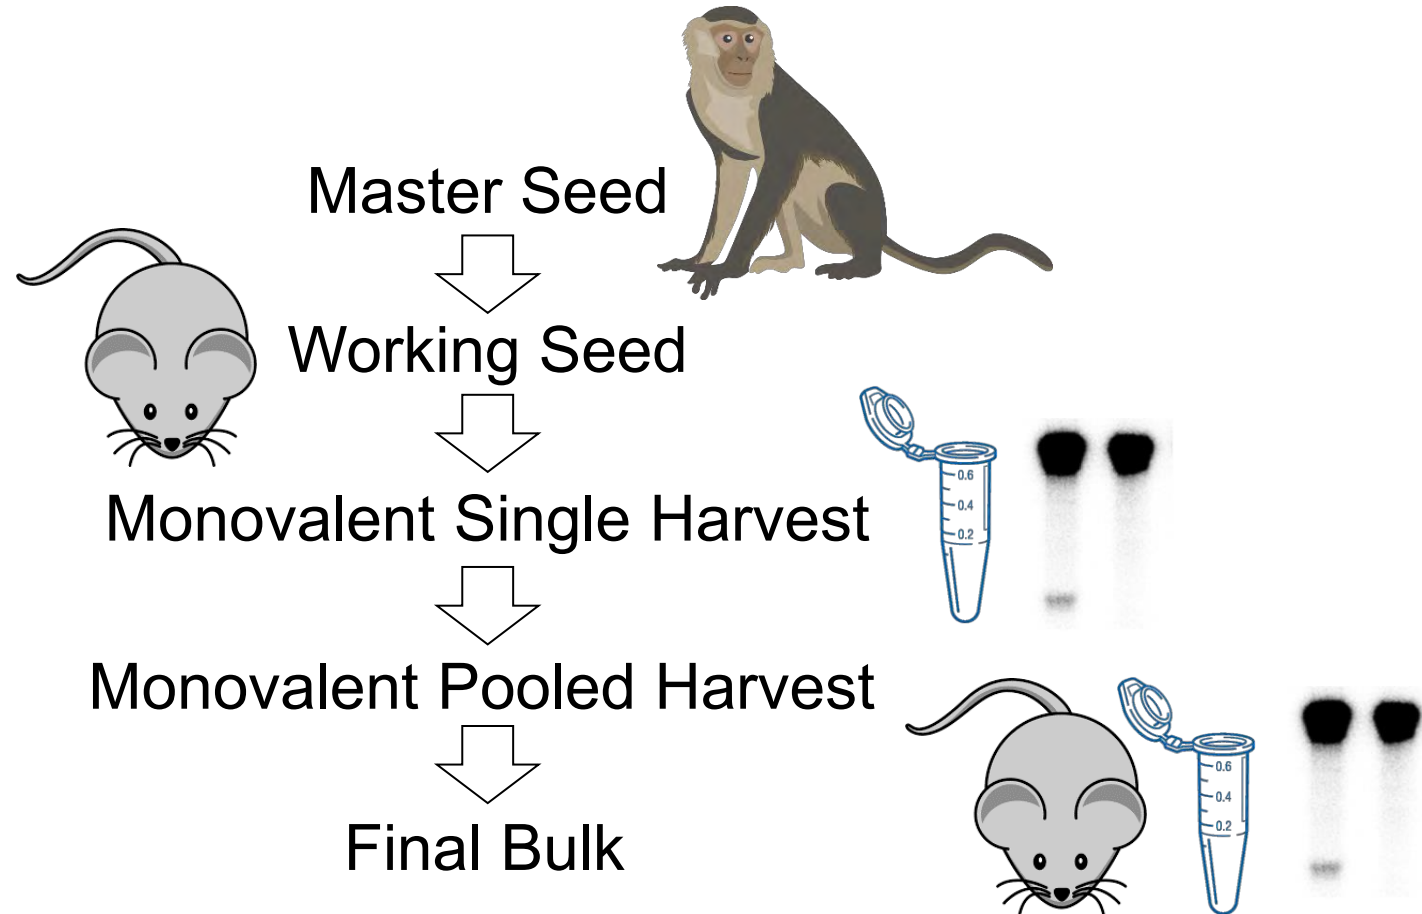 Master Seed
Working Seed
Monovalent Single Harvest
0.6
0.4
0.2
Monovalent Pooled Harvest
0.6
0.4
0.2
Final Bulk